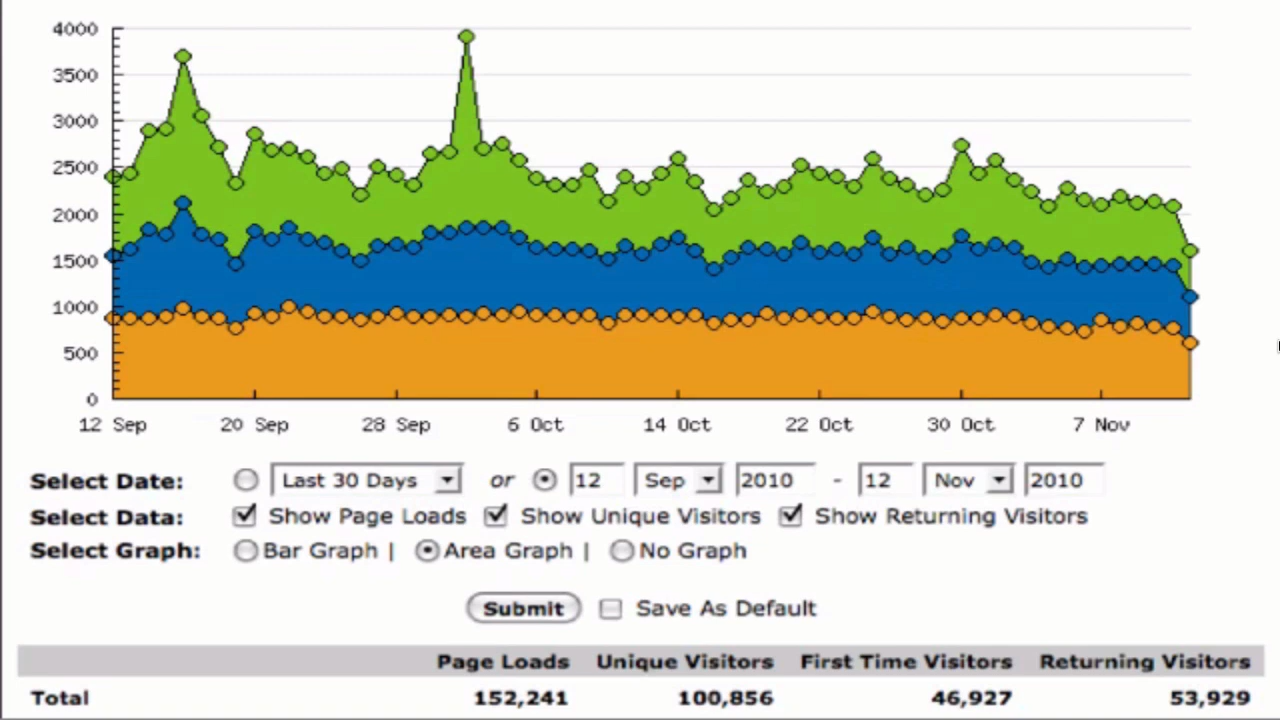 4000
3500
3000
2500
2000
1500
1000
500
0
12 Sep 20 Sep 28 Sep 6 Oct 14 Oct 22 Oct 30 Oct 7 Nov
Select Date: Last 30 Days or 12 Sep 2010 - 12 Nov 2010
Select Data: Show Page Loads Show Unique Visitors Show Returning Visitors
Select Graph: Bar Graph | Area Graph | No Graph
Submit Save As Default
Page Loads Unique Visitors First Time Visitors Returning Visitors
Total 152,241 100,856 46,927 53,929